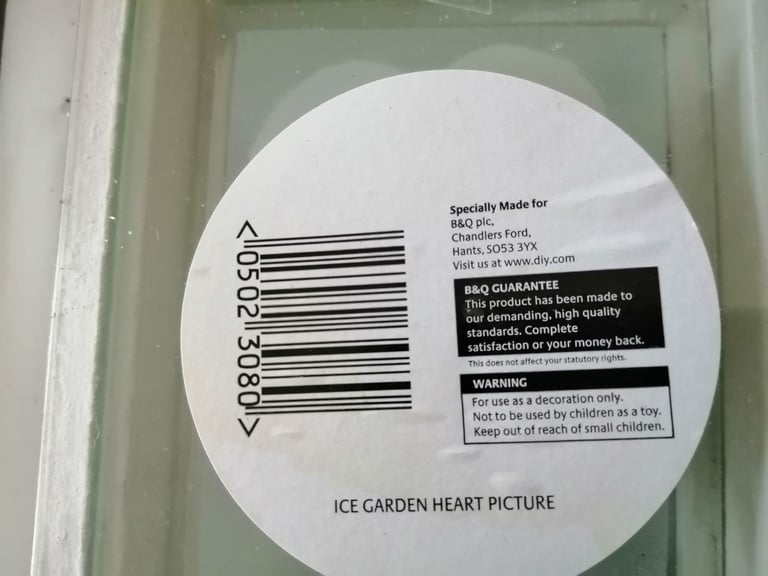 <0502 3080>
Specially Made for
B&Q plc,
Chandlers Ford,
Hants, SO53 3YX
Visit us at www.diy.com
B&Q GUARANTEE
This product has been made to
our demanding, high quality
standards. Complete
satisfaction or your money back.
This does not affect your statutory rights.
WARNING
For use as a decoration only.
Not to be used by children as a toy.
Keep out of reach of small children.
ICE GARDEN HEART PICTURE